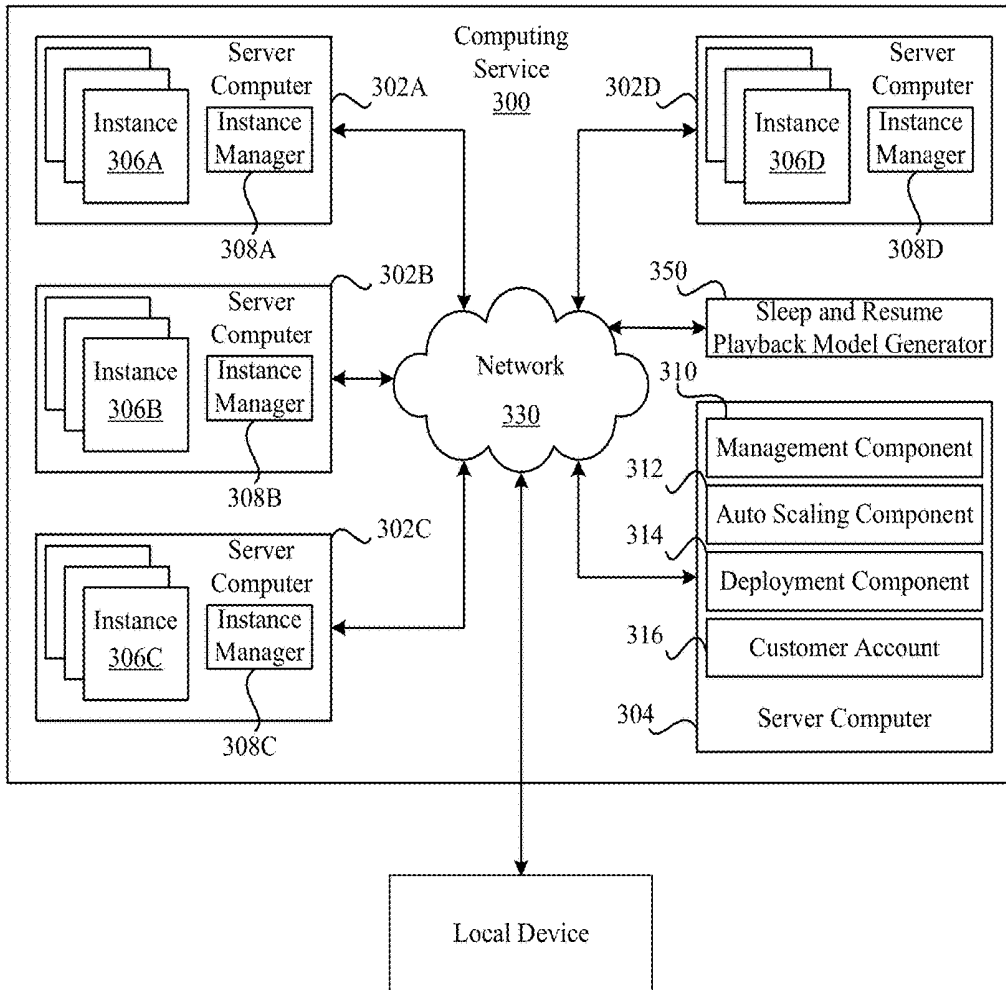 Computing
Service
300
Server
Computer
302A
Instance
306A
Instance
Manager
308A
Server
Computer
302D
Instance
306D
Instance
Manager
308D
302B
Server
Computer
Instance
306B
Instance
Manager
308B
Network
330
350
Sleep and Resume
Playback Model Generator
310
Management Component
312
Auto Scaling Component
314
Deployment Component
316
Customer Account
304
Server Computer
302C
Server
Computer
Instance
306C
Instance
Manager
308C
Local Device